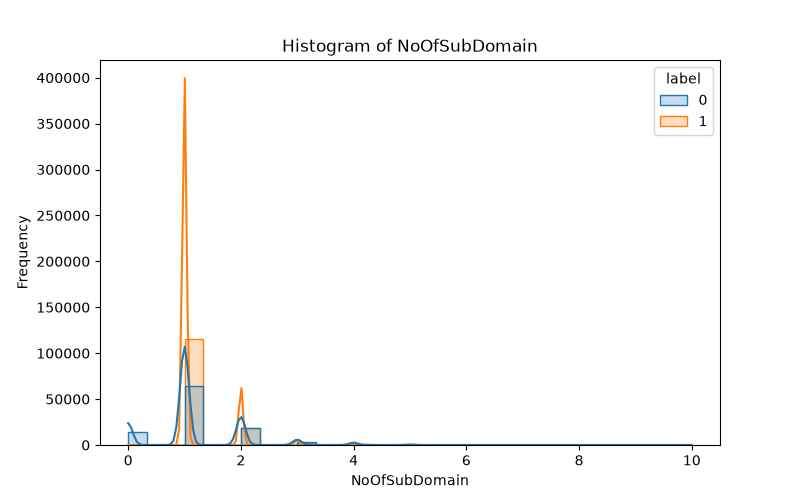 Histogram of NoOfSubDomain
label
0
1
400000
350000
300000
250000
200000
150000
100000
50000
0
Frequency
0 2 4 6 8 10
NoOfSubDomain